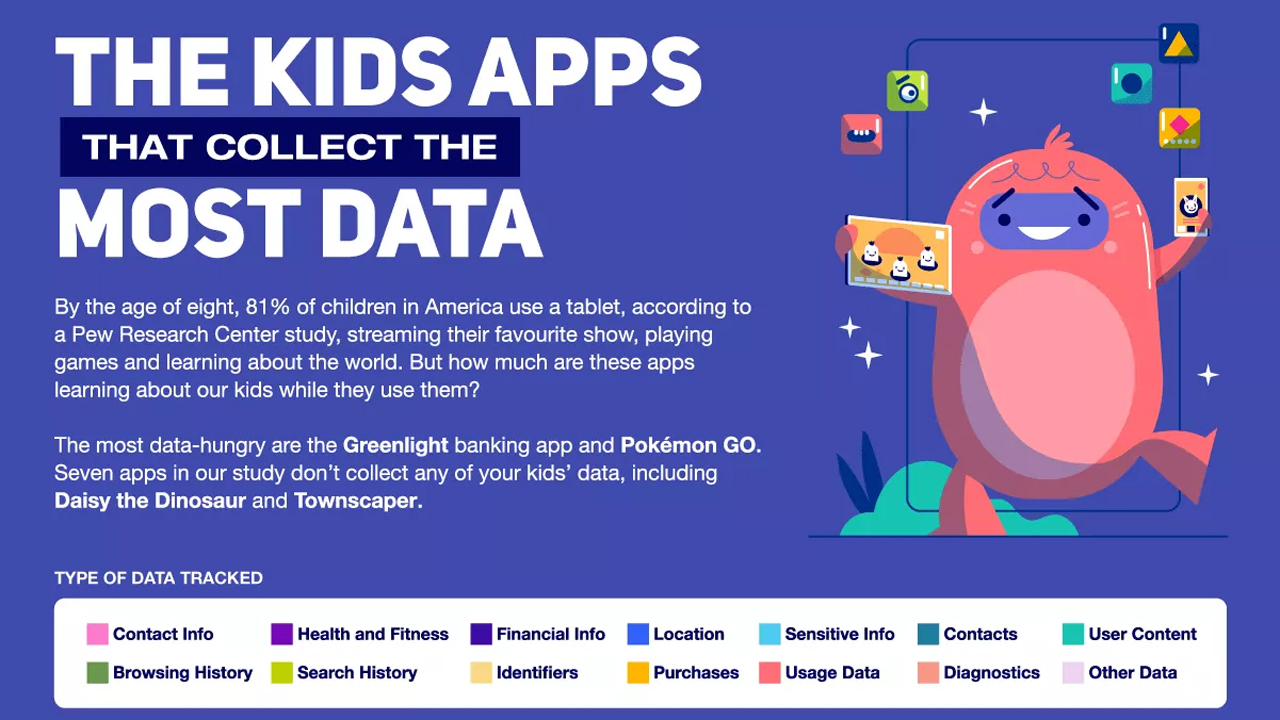 THE KIDS APPS
THAT COLLECT THE
MOST DATA
By the age of eight, 81% of children in America use a tablet, according to
a Pew Research Center study, streaming their favourite show, playing
games and learning about the world. But how much are these apps
learning about our kids while they use them?
The most data-hungry are the Greenlight banking app and Pokémon GO.
Seven apps in our study don’t collect any of your kids’ data, including
Daisy the Dinosaur and Townscaper.
TYPE OF DATA TRACKED
Contact Info Health and Fitness Financial Info Location Sensitive Info Contacts User Content
Browsing History Search History Identifiers Purchases Usage Data Diagnostics Other Data